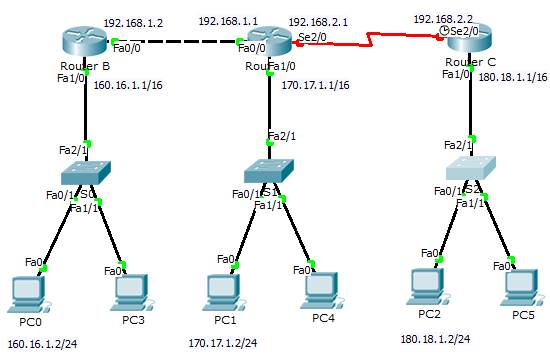 192.168.1.2
192.168.1.1
192.168.2.1
192.168.2.2
Fa0/0
Fa0/0
Se2/0
Se2/0
Router B
Rou
Router C
Fa1/0
Fa1/0
Fa1/0
160.16.1.1/16
170.17.1.1/16
180.18.1.1/16
Fa2/1
Fa2/1
Fa2/1
S0
S1
S2
Fa0/1
Fa1/1
Fa0/1
Fa1/1
Fa0/1
Fa1/1
Fa0
Fa0
Fa0
Fa0
Fa0
Fa0
PC0
PC3
PC1
PC4
PC2
PC5
160.16.1.2/24
170.17.1.2/24
180.18.1.2/24